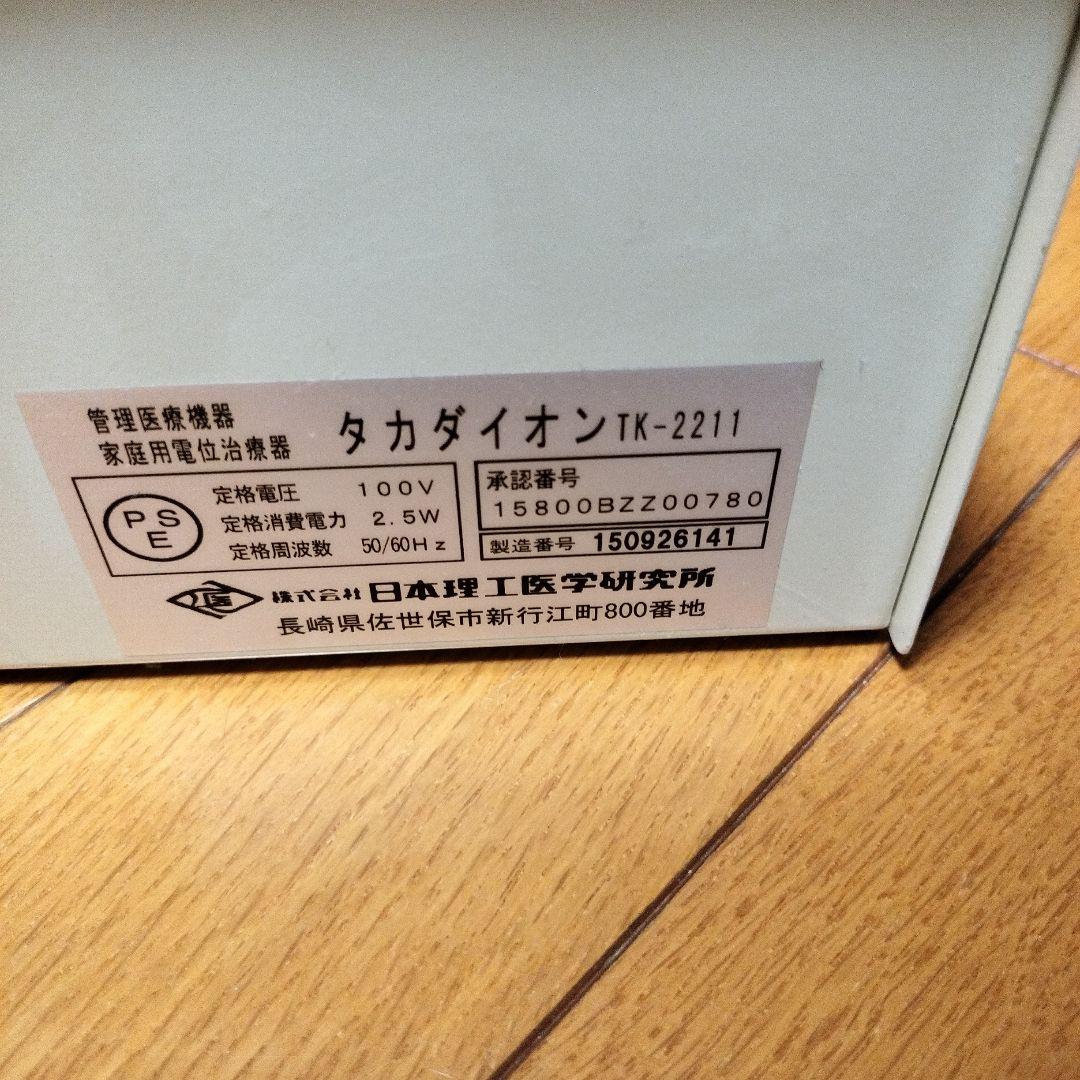 管理医療機器
家庭用電位治療器
タカダイオンTK-2211
PSE
定格電圧 100V
定格消費電力 2.5W
定格周波数 50/60Hz
承認番号
15800BZZ00780
製造番号 150926141
医
株式会社 日本理工医学研究所
長崎県佐世保市新行江町800番地